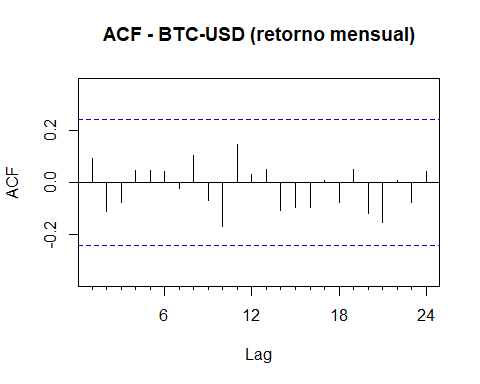 ACF - BTC-USD (retorno mensual)
ACF
0.2
0.0
-0.2
6 12 18 24
Lag